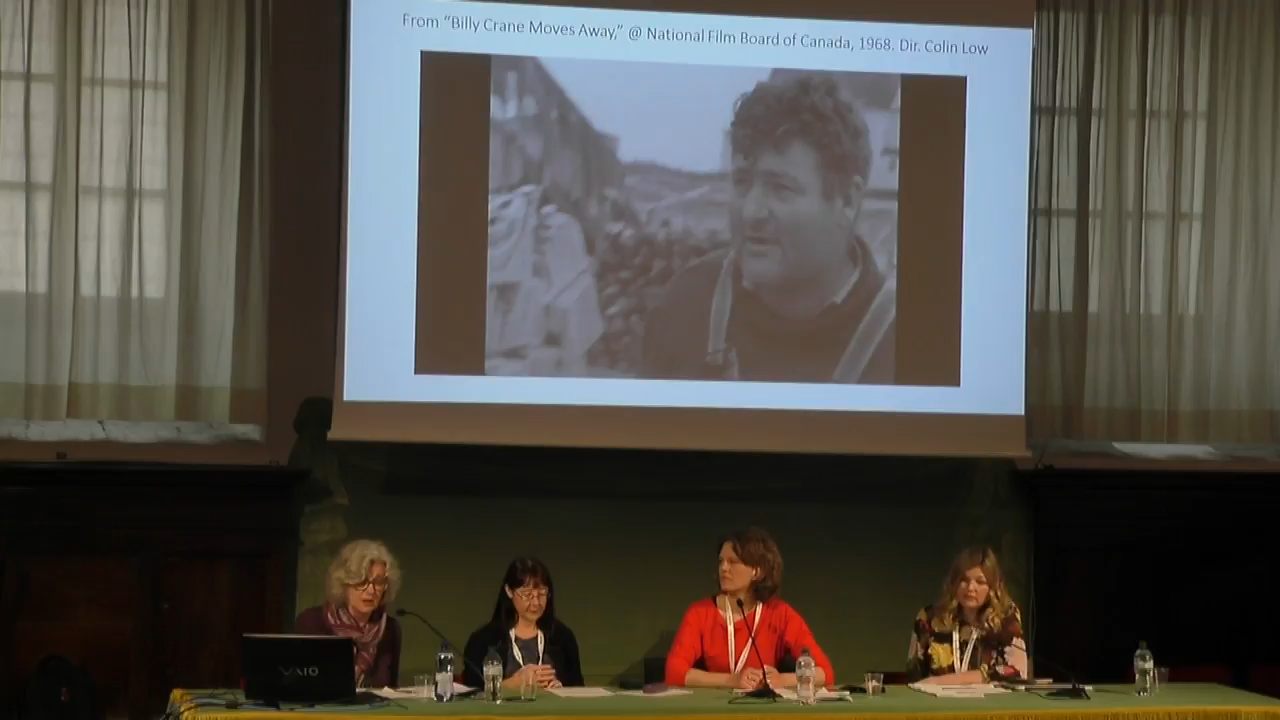 From “Billy Crane Moves Away,” @ National Film Board of Canada, 1968. Dir. Colin Low
VAIO